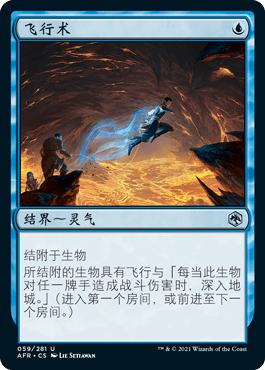 飞行术
结界～灵气
结附于生物
所结附的生物具有飞行与「每当此生物
对任一牌手造成战斗伤害时，深入地
城。」（进入第一个房间，或前进至下一
个房间。）
059/281 U
AFR • CS Lie Setiawan
™ & © 2021 Wizards of the Coast